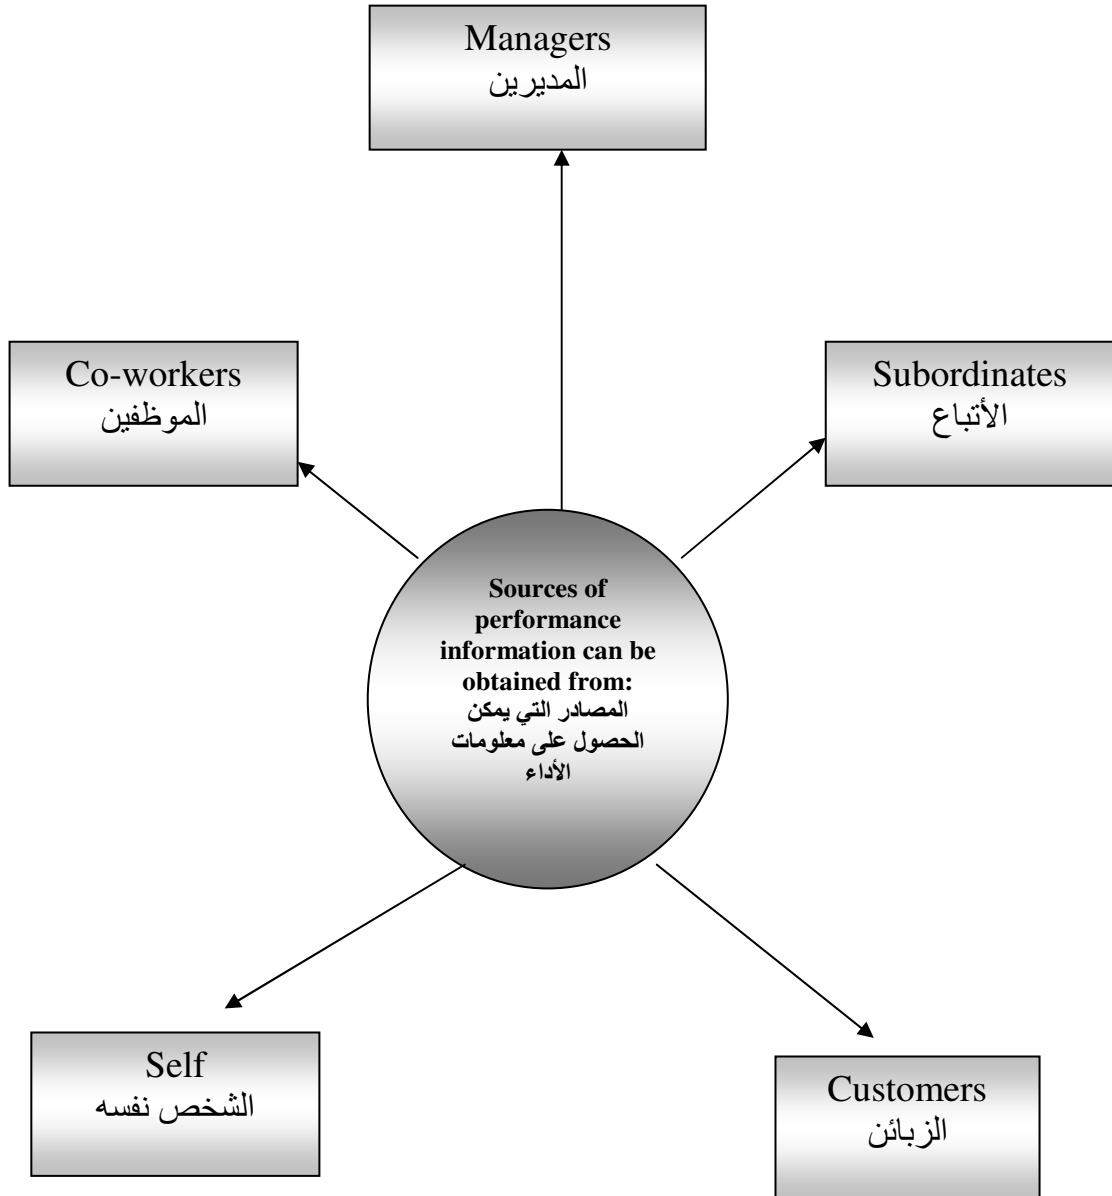 Managers
المديرين
Co-workers
الموظفين
Subordinates
الأتباع
Sources of
performance
information can be
obtained from:
المصادر التي يمكن
الحصول على معلومات
الأداء
Self
الشخص نفسه
Customers
الزبائن